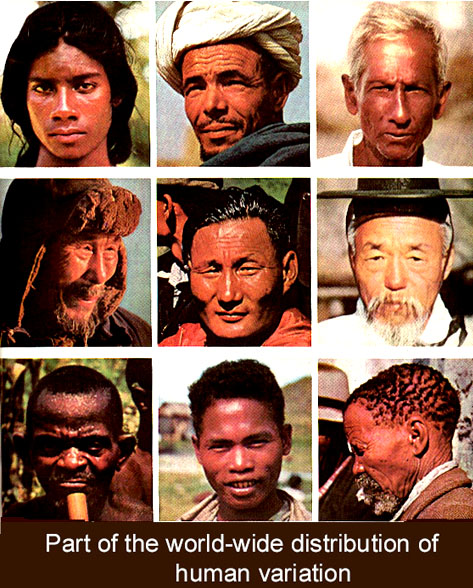 Part of the world-wide distribution of
human variation